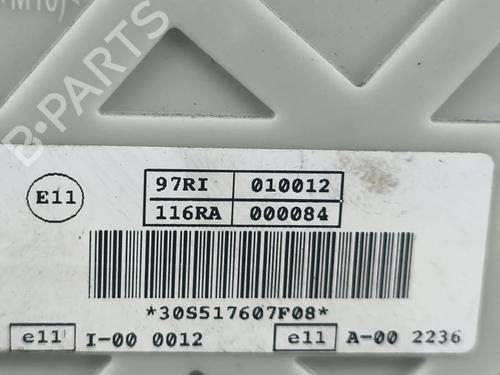 B-PARTS
E11
97RI 010012
116RA 000084
*30S517607F08*
e11 I-00 0012 e11 A-00 2236